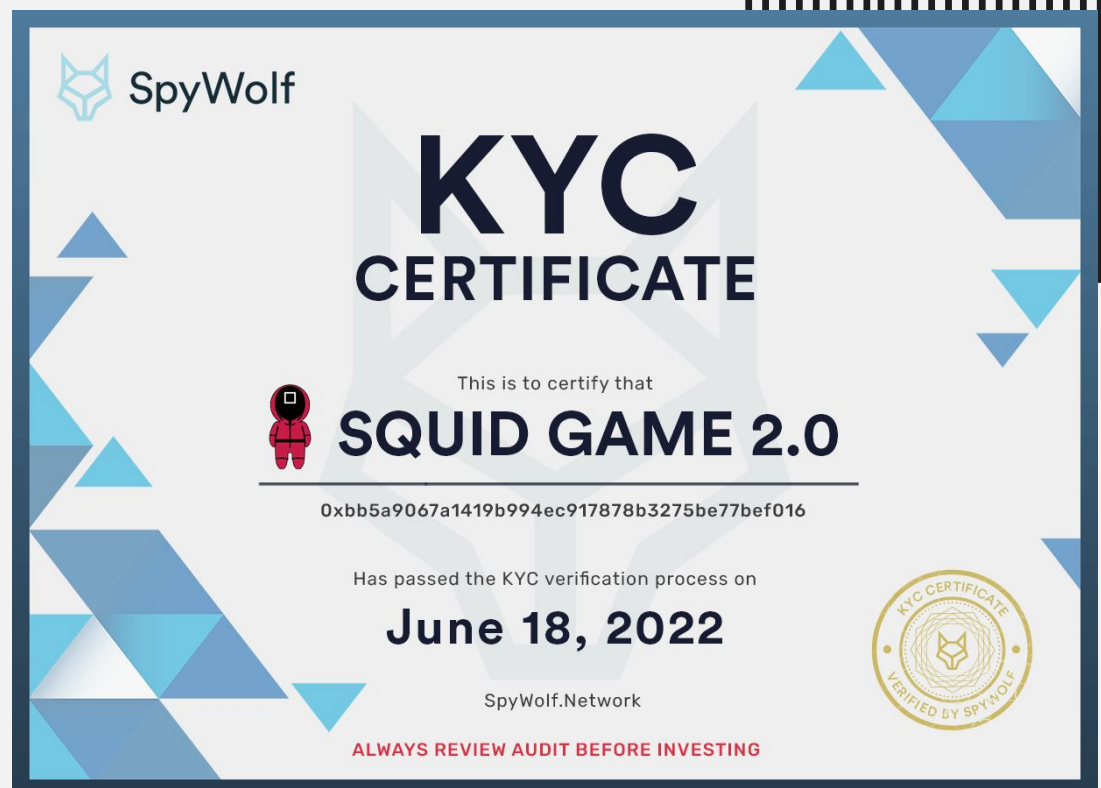 SpyWolf
KYC
CERTIFICATE
This is to certify that
SQUID GAME 2.0
0xbb5a9067a1419b994ec917878b3275be77bef016
Has passed the KYC verification process on
June 18, 2022
SpyWolf.Network
ALWAYS REVIEW AUDIT BEFORE INVESTING
KYC CERTIFICATE
VERIFIED BY SPYWOLF